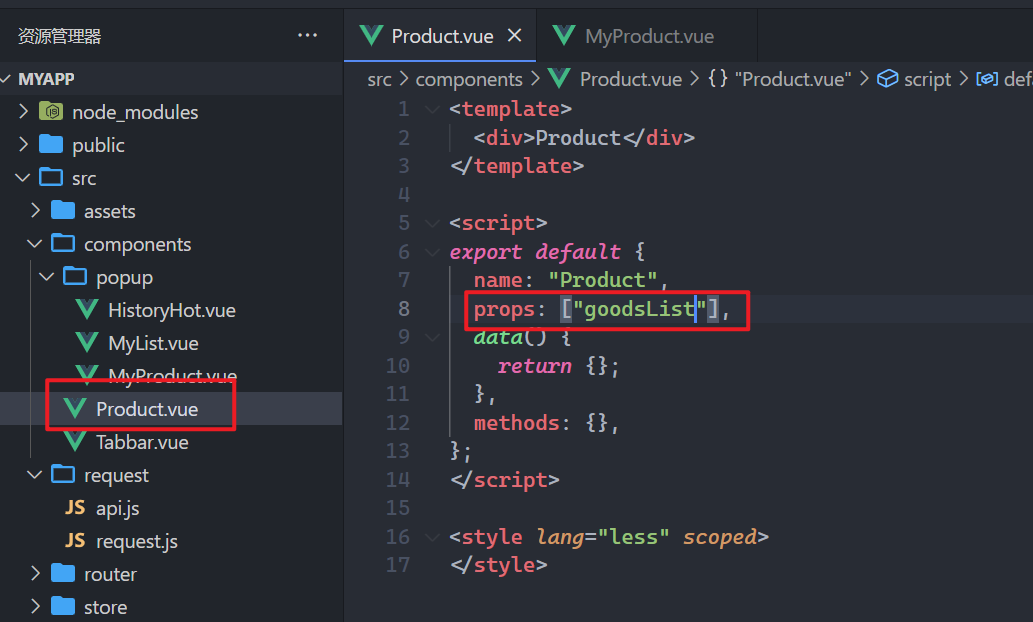 资源管理器 ···
MYAPP
node_modules
public
src
assets
components
popup
HistoryHot.vue
MyList.vue
MyProduct.vue
Product.vue
Tabbar.vue
request
JS api.js
JS request.js
router
store
Product.vue × MyProduct.vue
src > components > Product.vue > {} "Product.vue" > script > def
1 <template>
2 <div>Product</div>
3 </template>
4
5 <script>
6 export default {
7 name: "Product",
8 props: ["goodsList"],
9 data() {
10 return {};
11 },
12 methods: {},
13 };
14 </script>
15
16 <style lang="less" scoped>
17 </style>